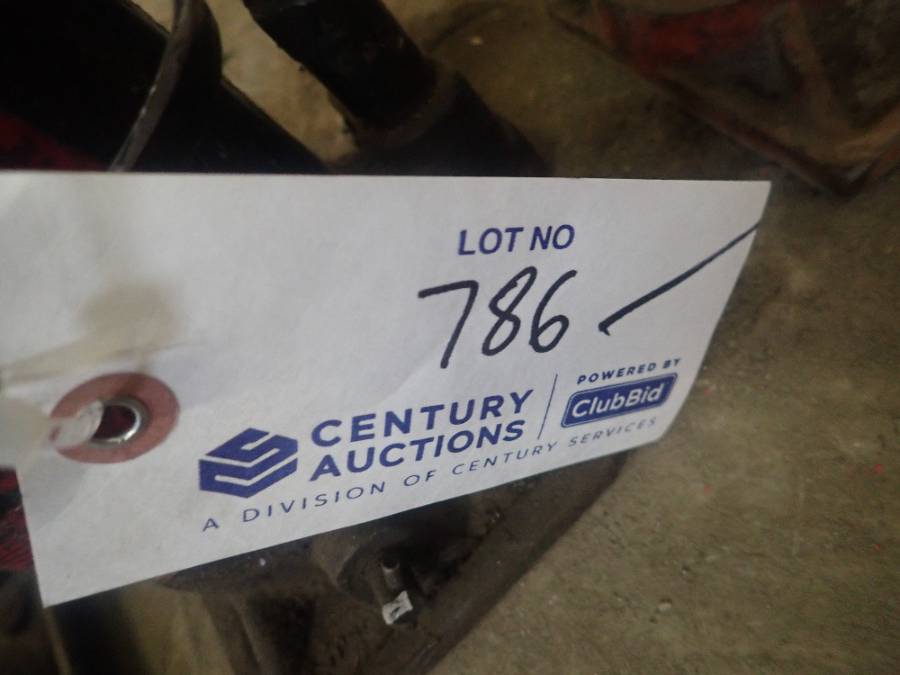 LOT NO
786
CENTURY
AUCTIONS
POWERED BY
ClubBid
A DIVISION OF CENTURY SERVICES